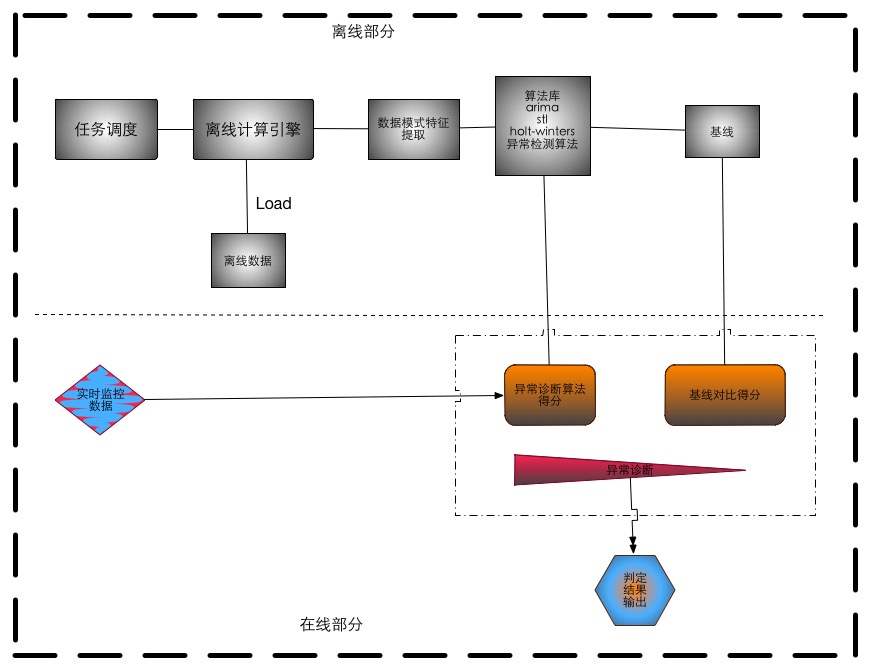 离线部分
任务调度
离线计算引擎
数据模式特征
提取
算法库
arima
stl
holt-winters
异常检测算法
基线
Load
离线数据
实时监控
数据
异常诊断算法
得分
基线对比得分
异常诊断
判定
结果
输出
在线部分